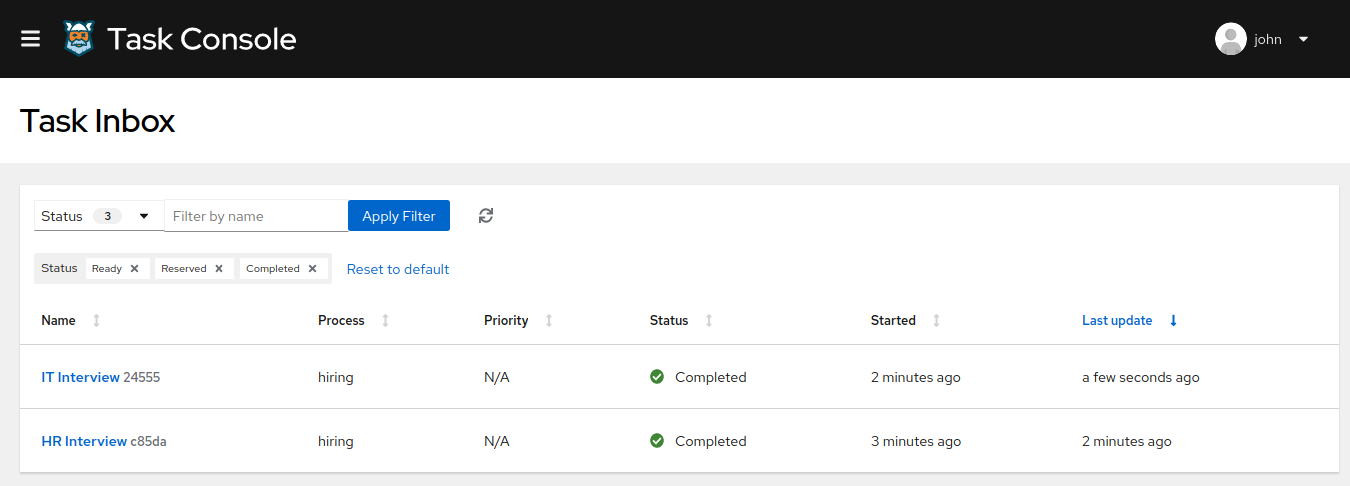 Task Console
john
Task Inbox
Status 3 Filter by name Apply Filter
Status Ready Reserved Completed Reset to default
Name Process Priority Status Started Last update
IT Interview 24555 hiring N/A Completed 2 minutes ago a few seconds ago
HR Interview c85da hiring N/A Completed 3 minutes ago 2 minutes ago